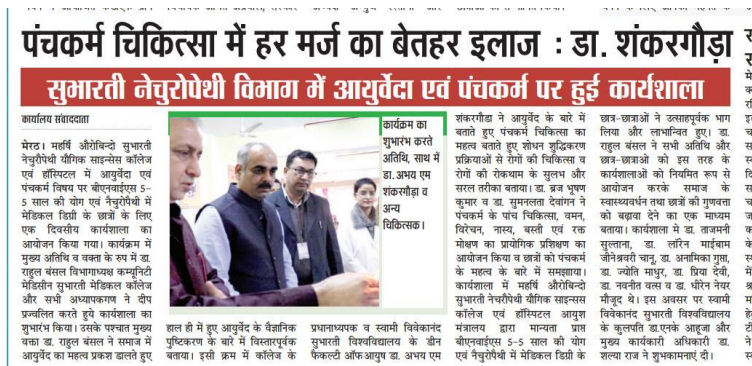 पंचकर्म चिकित्सा में हर मर्ज का बेतहर इलाज : डा. शंकरगौड़ा
सुभारती नेचुरोपेथी विभाग में आयुर्वेदा एवं पंचकर्म पर हुई कार्यशाला
कार्यालय संवाददाता
मेरठ। महर्षि औरोबिन्दो सुभारती
नेचुरौपैथी यौगिक साइन्सेस कॉलेज
एवं हॉस्पिटल में आयुर्वेदा एवं
पंचकर्म विषय पर बीएनवाईएस 5-
5 साल की योग एवं नेचुरोपैथी में
मेडिकल डिग्री के छात्रों के लिए
एक दिवसीय कार्यशाला का
आयोजन किया गया। कार्यक्रम में
मुख्य अतिथि व वक्ता के रुप में डा.
राहुल बंसल विभागाध्यक्ष कम्यूनिटी
मेडिसीन सुभारती मेडिकल कॉलेज
और सभी अध्यापकगण ने दीप
प्रज्वलित करते हुये कार्यशाला का
शुभारंभ किया। उसके पश्चात मुख्य
वक्ता डा. राहुल बंसल ने समाज में
आयुर्वेद का महत्व प्रकश डालते हुए
कार्यक्रम का
शुभारंभ करते
अतिथि, साथ में
डा. अभय एम
शंकरगौड़ा व
अन्य
चिकित्सक।
हाल ही में हुए आयुर्वेद के वैज्ञानिक
पुष्टिकरण के बारे में विस्तारपूर्वक
बताया। इसी क्रम में कॉलेज के
प्रधानाध्यपक व स्वामी विवेकानंद
सुभारती विश्वविद्यालय के डीन
फैकल्टी ऑफ आयुष डा. अभय एम
शंकरगौडा ने आयुर्वेद के बारे में
बताते हुए पंचकर्म चिकित्सा का
महत्व बताते हुए शोधन शुद्धिकरण
प्रक्रियाओं से रोगों की चिकित्सा व
रोगों की रोकथाम के सुलभ और
सरल तरीका बताया। डा. ब्रज भूषण
कुमार व डा. सुमनलता देवांगन ने
पंचकर्म के पांच चिकित्सा, वमन,
विरेचन, नास्य, बस्ती एवं रक्त
मोक्षण का प्रायोगिक प्रशिक्षण का
आयोजन किया व छात्रों को पंचकर्म
के महत्व के बारे में समझाया।
कार्यशाला में महर्षि औरोबिन्दो
सुभारती नेचरौपैथी यौगिक साइन्सस
कॉलेज एवं हॉस्पिटल आयुश
मंत्रालय द्वारा मान्यता प्राप्त
बीएनवाईएस 5-5 साल की योग
एवं नैचुरौपैथी में मेडिकल डिग्री के
छात्र-छात्राओं ने उत्साहपूर्वक भाग
लिया और लाभान्वित हुए। डा.
राहुल बंसल ने सभी अतिथि और
छात्र-छात्राओ को इस तरह के
कार्यशालाओं को नियमित रूप से
आयोजन करके समाज के
स्वास्थ्यवर्धन तथा छात्रों की गुणवत्ता
को बढ़ावा देने का एक माध्यम
बताया। कार्यशाला मे डा. ताजमनी
सुल्ताना, डा. लॉरेन माईबाम
जीनेश्वरी चानू, डा. अनामिका गुप्ता,
डा. ज्योति माथुर, डा. प्रिया देवी,
डा. नवनीत वत्स व डा. धीरेन नेयर
मौजूद थे। इस अवसर पर स्वामी
विवेकानंद सुभारती विश्वविद्यालय
के कुलपति डा.एनके आहूजा और
मुख्य कार्यकारी अधिकारी डा.
शल्या राज ने शुभकामनाएं दी।